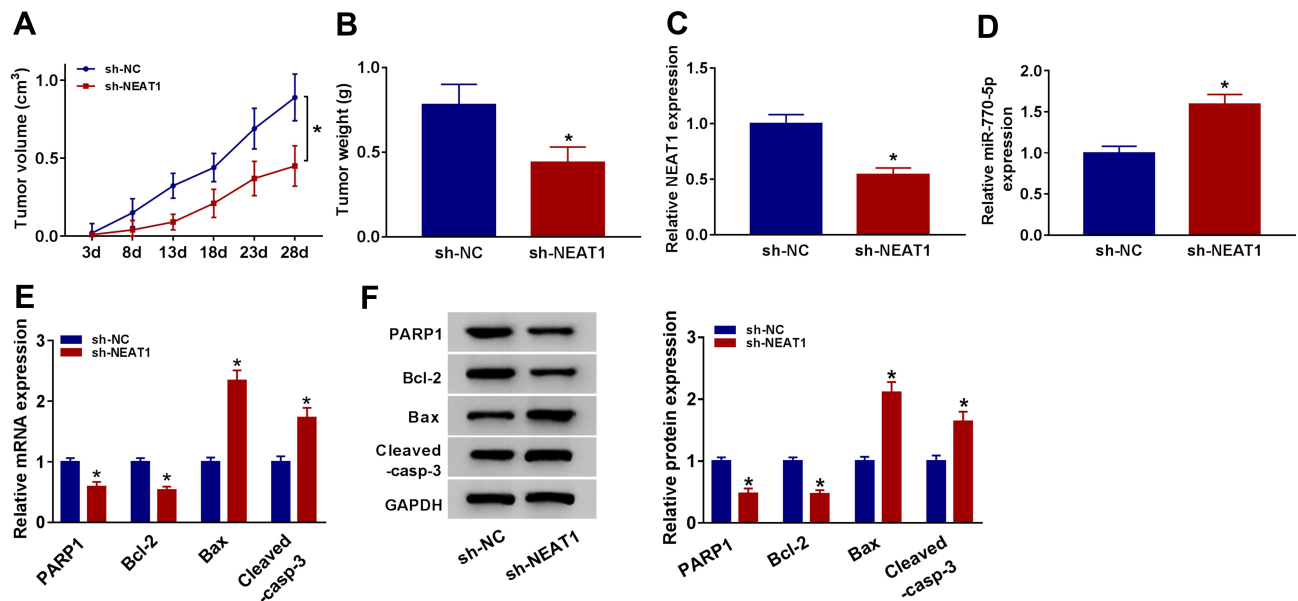 A
sh-NC
sh-NEAT1
Tumor volume (cm³)
1.0
0.5
0.0
3d 8d 13d 18d 23d 28d
*
B
Tumor weight (g)
1.0
0.5
0.0
*
sh-NC sh-NEAT1
C
Relative NEAT1 expression
1.5
1.0
0.5
0.0
*
sh-NC sh-NEAT1
D
Relative miR-770-5p
expression
2.0
1.5
1.0
0.5
0.0
*
sh-NC sh-NEAT1
E
sh-NC
sh-NEAT1
Relative mRNA expression
3
2
1
0
* * * *
PARP1
Bcl-2
Bax
Cleaved
-casp-3
F
PARP1
Bcl-2
Bax
Cleaved
-casp-3
GAPDH
sh-NC
sh-NEAT1
sh-NC
sh-NEAT1
Relative protein expression
3
2
1
0
* * * *
PARP1
Bcl-2
Bax
Cleaved
-casp-3